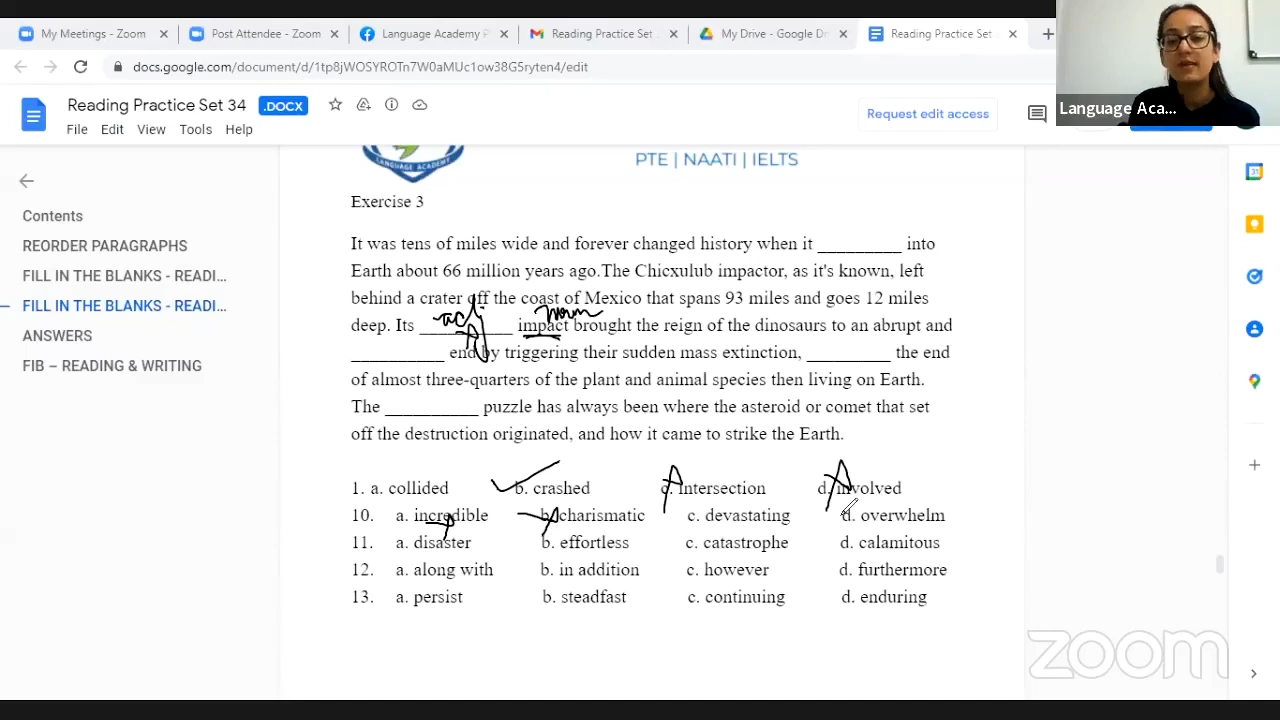 My Meetings - Zoom
Post Attendee - Zoom
Language Academy P
Reading Practice Set
My Drive - Google Dri
Reading Practice Set
docs.google.com/document/d/1tp8jWOSYROTn7W0aMUc1ow38G5ryten4/edit
Language Aca...
Reading Practice Set 34 .DOCX
File Edit View Tools Help
Request edit access
LANGUAGE ACADEMY
PTE | NAATI | IELTS
Contents
REORDER PARAGRAPHS
FILL IN THE BLANKS - READI...
FILL IN THE BLANKS - READI...
ANSWERS
FIB – READING & WRITING
Exercise 3
It was tens of miles wide and forever changed history when it _________ into
Earth about 66 million years ago.The Chicxulub impactor, as it's known, left
behind a crater off the coast of Mexico that spans 93 miles and goes 12 miles
adj noun
deep. Its __________ impact brought the reign of the dinosaurs to an abrupt and
__________ end by triggering their sudden mass extinction, _________ the end
of almost three-quarters of the plant and animal species then living on Earth.
The __________ puzzle has always been where the asteroid or comet that set
off the destruction originated, and how it came to strike the Earth.
1. a. collided b. crashed c. Intersection d. involved
10. a. incredible b. charismatic c. devastating d. overwhelm
11. a. disaster b. effortless c. catastrophe d. calamitous
12. a. along with b. in addition c. however d. furthermore
13. a. persist b. steadfast c. continuing d. enduring
31
zoom